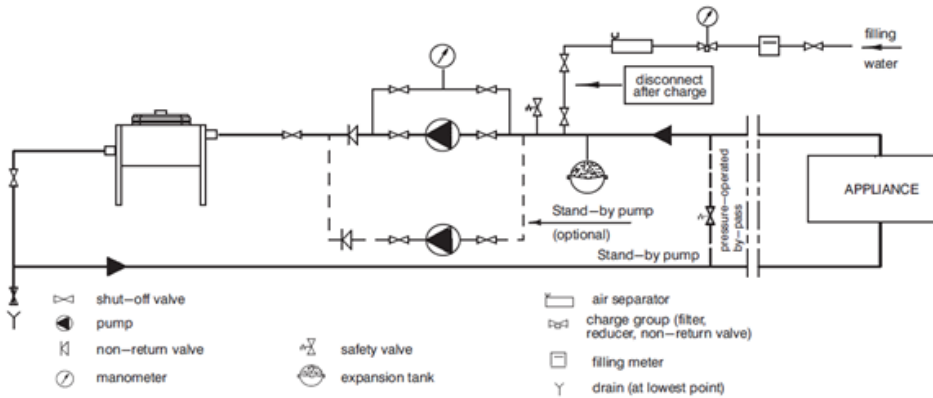 filling
water
disconnect
after charge
APPLIANCE
pressure–operated
by–pass
Stand–by pump
(optional)
Stand–by pump
shut–off valve
pump
non–return valve
manometer
safety valve
expansion tank
air separator
charge group (filter,
reducer, non–return valve)
filling meter
drain (at lowest point)